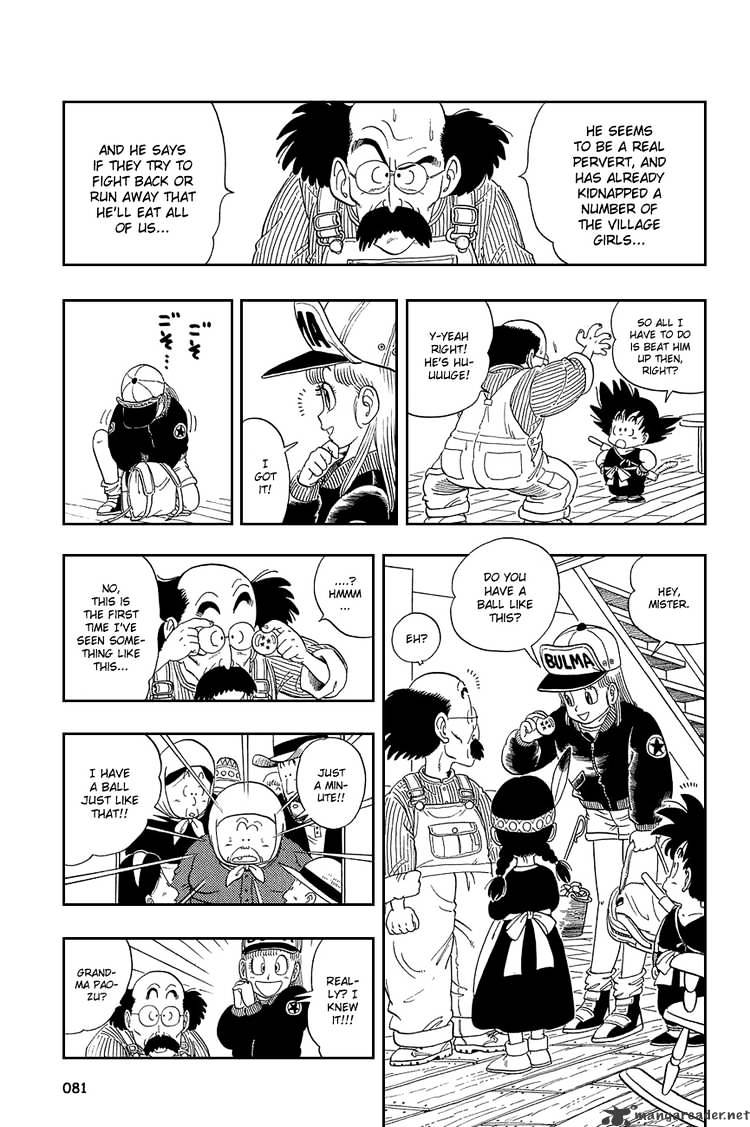 HE SEEMS
TO BE A REAL
PERVERT, AND
HAS ALREADY
KIDNAPPED A
NUMBER OF
THE VILLAGE
GIRLS...
AND HE SAYS
IF THEY TRY TO
FIGHT BACK OR
RUN AWAY THAT
HE'LL EAT ALL
OF US...
SO ALL I
HAVE TO DO
IS BEAT HIM
UP THEN,
RIGHT?
Y-YEAH
RIGHT!
HE'S HU-
UUUGE!
MA
I
GOT
IT!
ごそ
ごそ
HEY,
MISTER.
DO YOU
HAVE A
BALL LIKE
THIS?
EH?
BULMA
....?
HMMM
...
NO,
THIS IS
THE FIRST
TIME I'VE
SEEN SOME-
THING LIKE
THIS...
JUST
A MIN-
UTE!!
I HAVE
A BALL
JUST LIKE
THAT!!
REAL-
LY? I
KNEW
IT!!!
GRAND-
MA PAO-
ZU?
081
mangareader.net